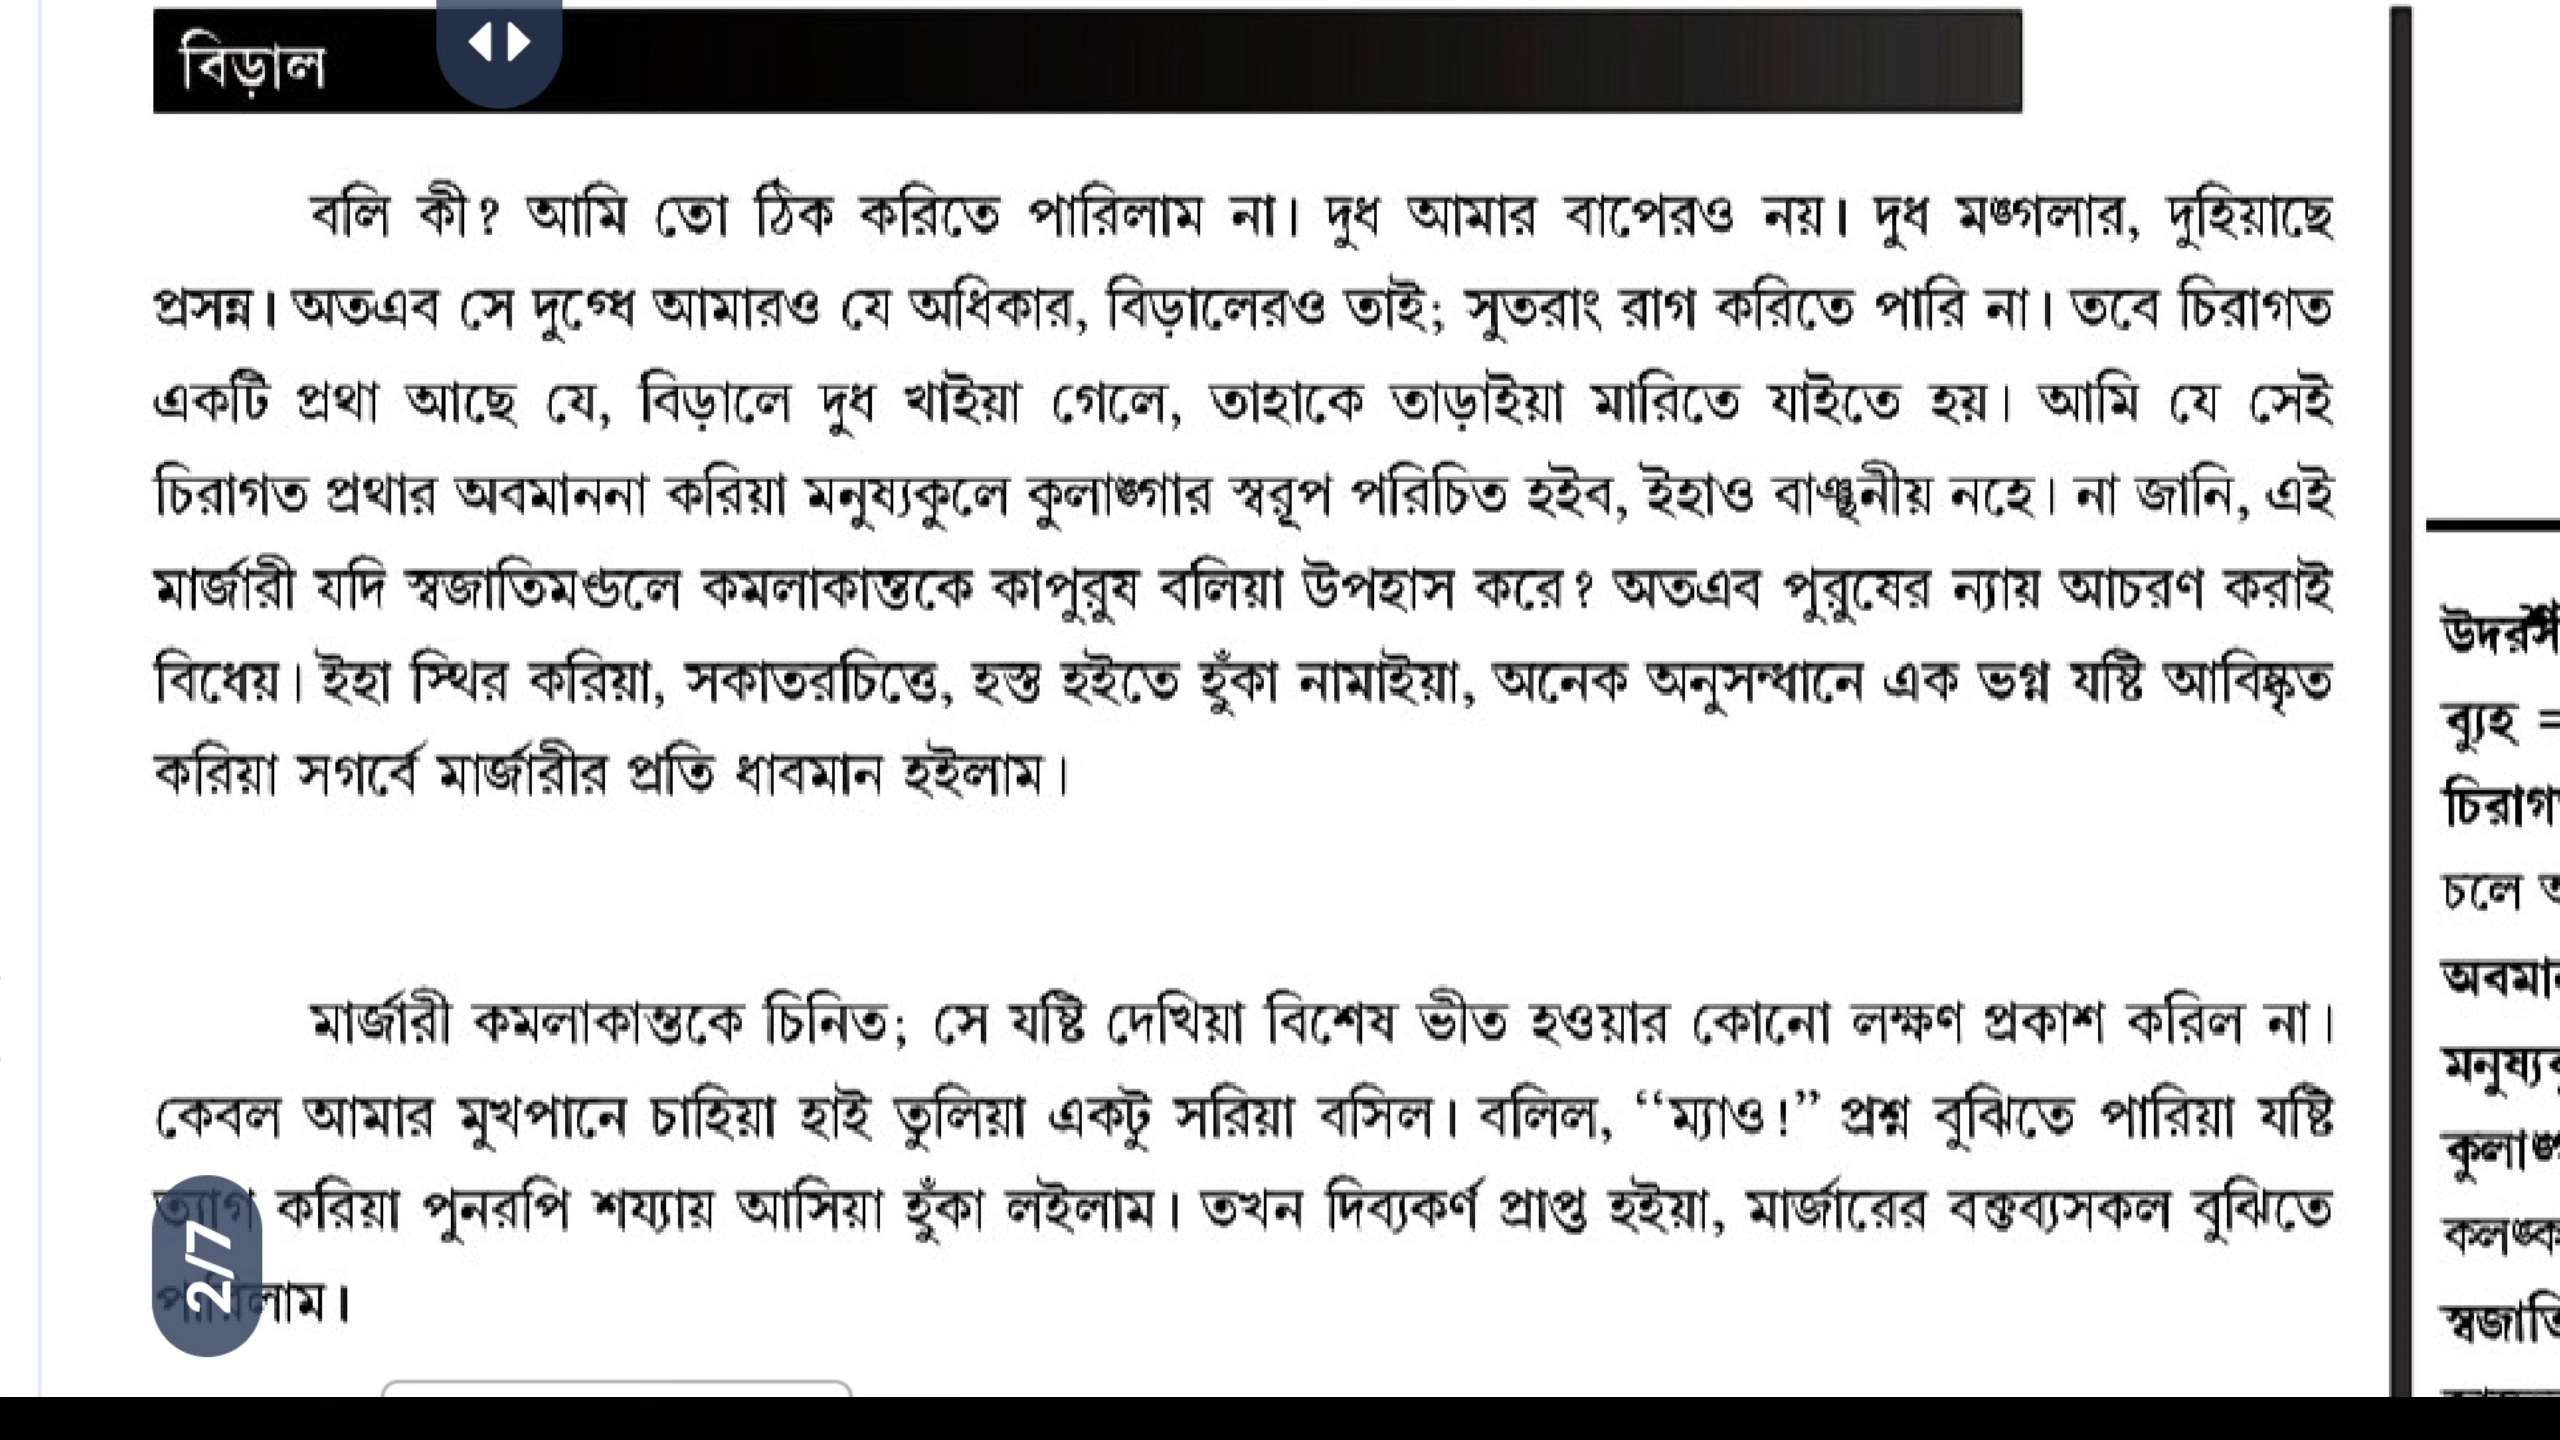 বিড়াল
বলি কী? আমি তো ঠিক করিতে পারিলাম না। দুধ আমার বাপেরও নয়। দুধ মঙ্গলার, দুহিয়াছে
প্রসন্ন। অতএব সে দুগ্ধে আমারও যে অধিকার, বিড়ালেরও তাই; সুতরাং রাগ করিতে পারি না। তবে চিরাগত
একটি প্রথা আছে যে, বিড়ালে দুধ খাইয়া গেলে, তাহাকে তাড়াইয়া মারিতে যাইতে হয়। আমি যে সেই
চিরাগত প্রথার অবমাননা করিয়া মনুষ্যকুলে কুলাঙ্গার স্বরূপ পরিচিত হইব, ইহাও বাঞ্ছনীয় নহে। না জানি, এই
মার্জারী যদি স্বজাতিমণ্ডলে কমলাকান্তকে কাপুরুষ বলিয়া উপহাস করে? অতএব পুরুষের ন্যায় আচরণ করাই
বিধেয়। ইহা স্থির করিয়া, সকাতরচিত্তে, হস্ত হইতে হুঁকা নামাইয়া, অনেক অনুসন্ধানে এক ভগ্ন যষ্টি আবিষ্কৃত
করিয়া সগর্বে মার্জারীর প্রতি ধাবমান হইলাম।
মার্জারী কমলাকান্তকে চিনিত; সে যষ্টি দেখিয়া বিশেষ ভীত হওয়ার কোনো লক্ষণ প্রকাশ করিল না।
কেবল আমার মুখপানে চাহিয়া হাই তুলিয়া একটু সরিয়া বসিল। বলিল, “ম্যাও!” প্রশ্ন বুঝিতে পারিয়া যষ্টি
ত্যাগ করিয়া পুনরপি শয্যায় আসিয়া হুঁকা লইলাম। তখন দিব্যকর্ণ প্রাপ্ত হইয়া, মার্জারের বক্তব্যসকল বুঝিতে
পারিলাম।
2/7
ব্যূহ =
চলে